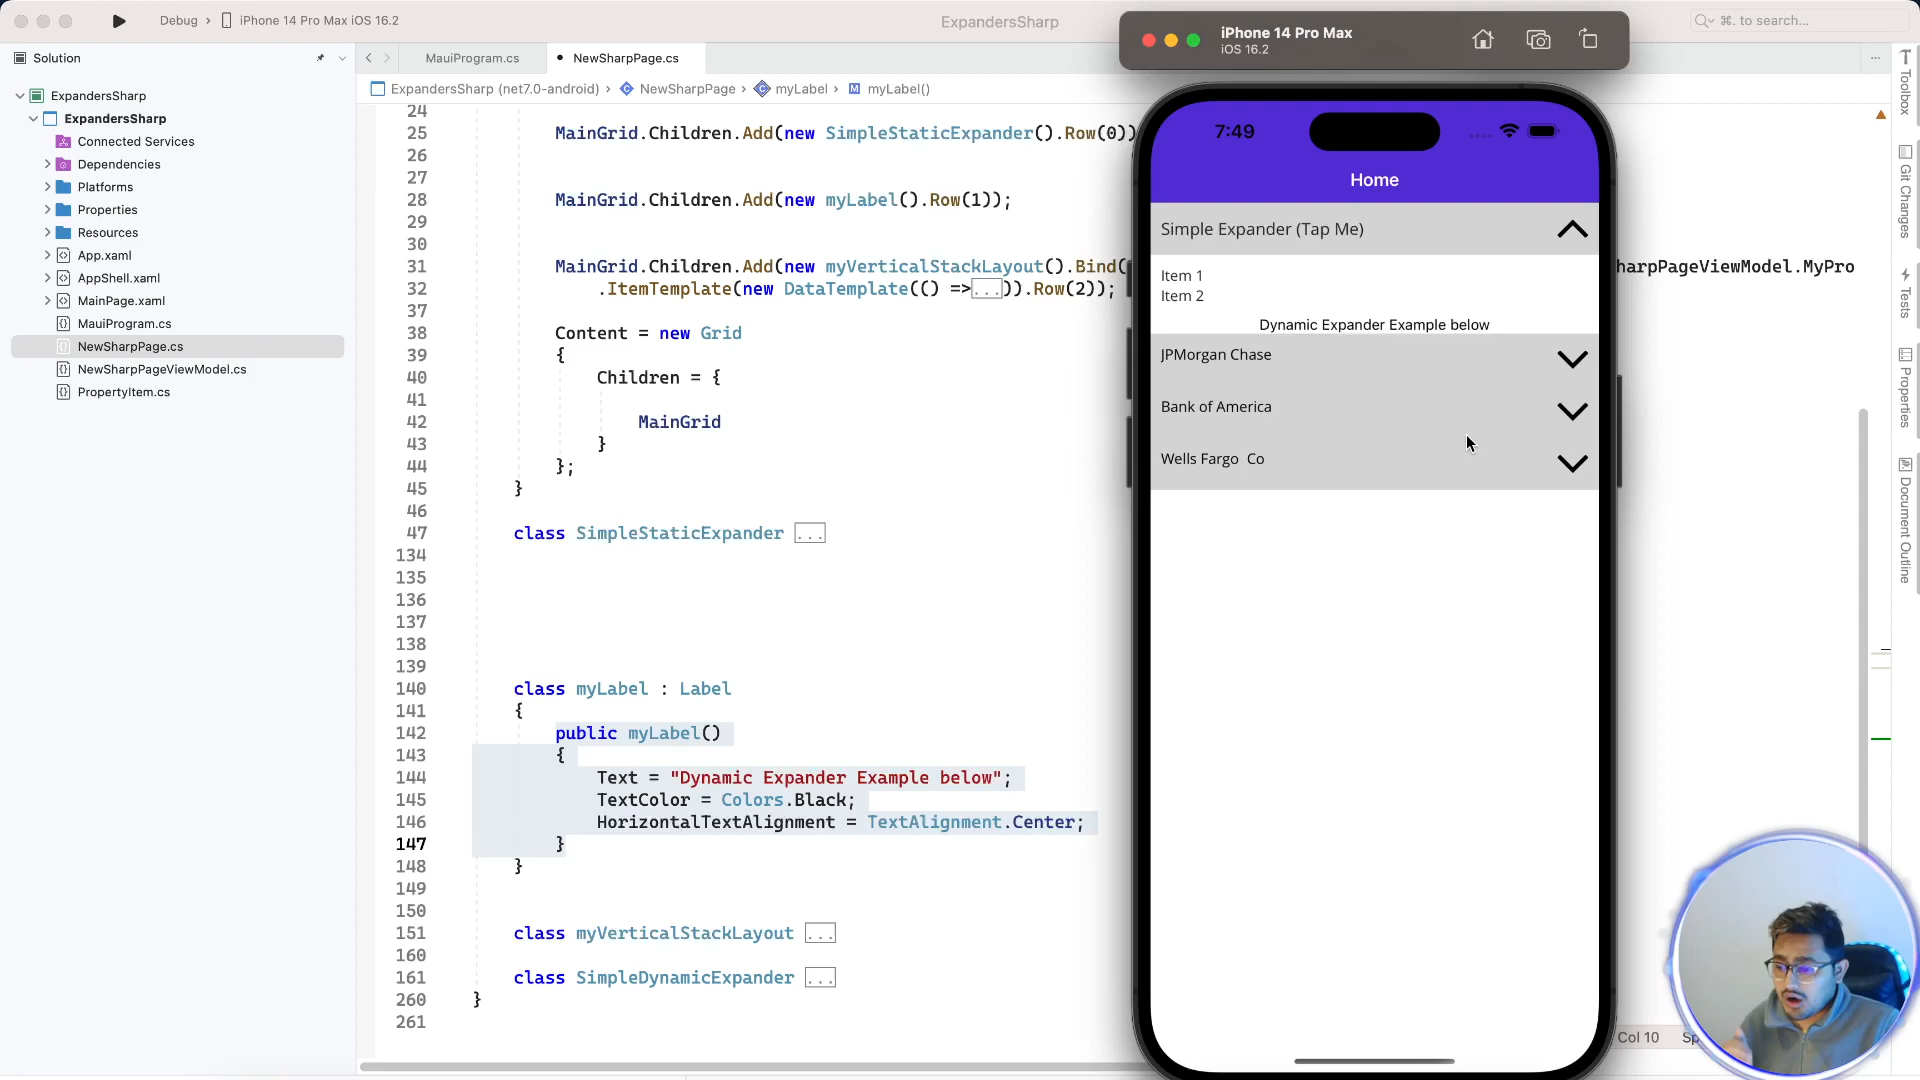 Debug › iPhone 14 Pro Max iOS 16.2
ExpandersSharp
⌘. to search...
Solution
ExpandersSharp
ExpandersSharp
Connected Services
Dependencies
Platforms
Properties
Resources
App.xaml
AppShell.xaml
MainPage.xaml
MauiProgram.cs
NewSharpPage.cs
NewSharpPageViewModel.cs
PropertyItem.cs
MauiProgram.cs
NewSharpPage.cs
ExpandersSharp (net7.0-android) › NewSharpPage › myLabel › myLabel()
24
25 MainGrid.Children.Add(new SimpleStaticExpander().Row(0))
26
27
28 MainGrid.Children.Add(new myLabel().Row(1));
29
30
31 MainGrid.Children.Add(new myVerticalStackLayout().Bind( harpPageViewModel.MyPro
32 .ItemTemplate(new DataTemplate(() =>...)).Row(2));
37
38 Content = new Grid
39 {
40 Children = {
41
42 MainGrid
43 }
44 };
45 }
46
47 class SimpleStaticExpander ...
134
135
136
137
138
139
140 class myLabel : Label
141 {
142 public myLabel()
143 {
144 Text = "Dynamic Expander Example below";
145 TextColor = Colors.Black;
146 HorizontalTextAlignment = TextAlignment.Center;
147 }
148 }
149
150
151 class myVerticalStackLayout ...
160
161 class SimpleDynamicExpander ...
260 }
261
iPhone 14 Pro Max
iOS 16.2
7:49
Home
Simple Expander (Tap Me)
Item 1
Item 2
Dynamic Expander Example below
JPMorgan Chase
Bank of America
Wells Fargo Co
Toolbox
Git Changes
Tests
Properties
Document Outline
Col 10